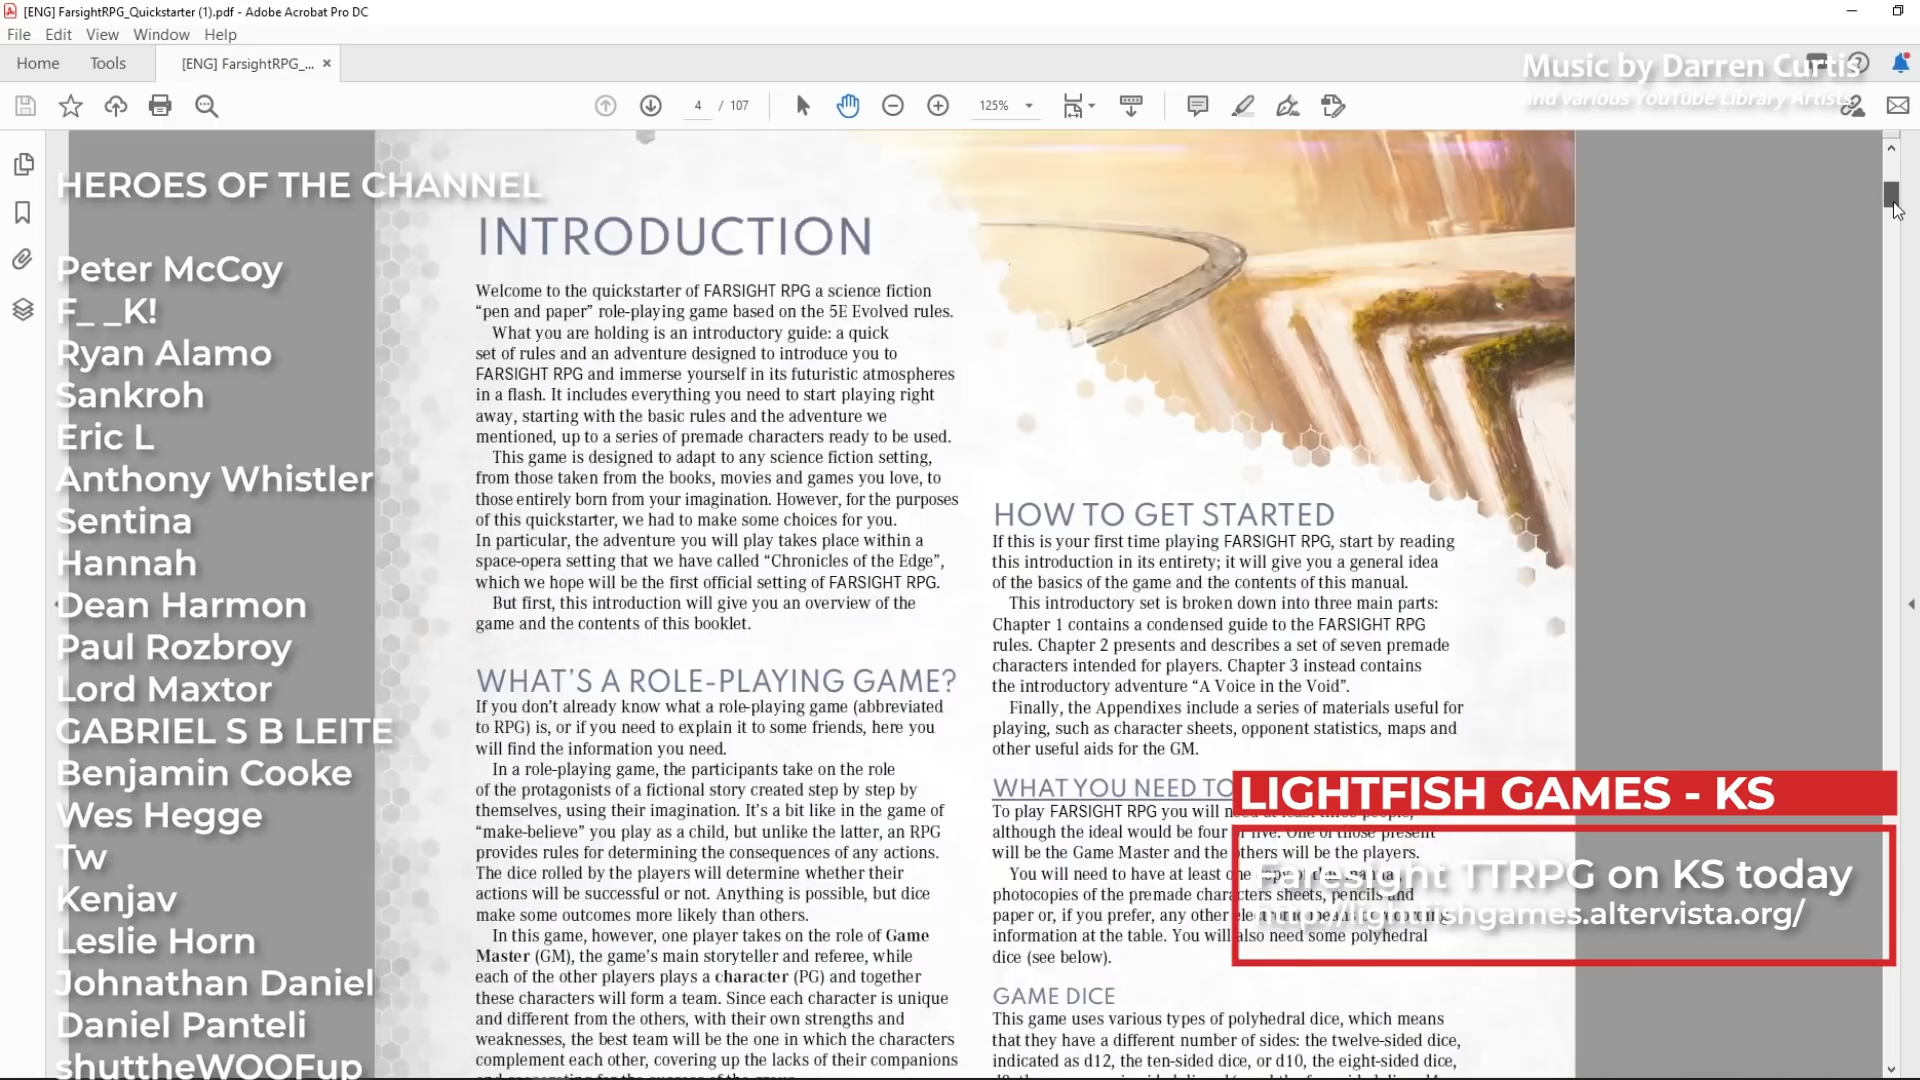 [ENG] FarsightRPG_Quickstarter (1).pdf - Adobe Acrobat Pro DC
File Edit View Window Help
Home Tools [ENG] FarsightRPG_... ×
4 / 107 125%
Music by Darren Curtis
and various YouTube Library Artists
HEROES OF THE CHANNEL
Peter McCoy
F_ _K!
Ryan Alamo
Sankroh
Eric L
Anthony Whistler
Sentina
Hannah
Dean Harmon
Paul Rozbroy
Lord Maxtor
GABRIEL S B LEITE
Benjamin Cooke
Wes Hegge
Tw
Kenjav
Leslie Horn
Johnathan Daniel
Daniel Panteli
shuttheWOOFup
INTRODUCTION
Welcome to the quickstarter of FARSIGHT RPG a science fiction
“pen and paper” role-playing game based on the 5E Evolved rules.
What you are holding is an introductory guide: a quick
set of rules and an adventure designed to introduce you to
FARSIGHT RPG and immerse yourself in its futuristic atmospheres
in a flash. It includes everything you need to start playing right
away, starting with the basic rules and the adventure we
mentioned, up to a series of premade characters ready to be used.
This game is designed to adapt to any science fiction setting,
from those taken from the books, movies and games you love, to
those entirely born from your imagination. However, for the purposes
of this quickstarter, we had to make some choices for you.
In particular, the adventure you will play takes place within a
space-opera setting that we have called “Chronicles of the Edge”,
which we hope will be the first official setting of FARSIGHT RPG.
But first, this introduction will give you an overview of the
game and the contents of this booklet.
WHAT’S A ROLE-PLAYING GAME?
If you don’t already know what a role-playing game (abbreviated
to RPG) is, or if you need to explain it to some friends, here you
will find the information you need.
In a role-playing game, the participants take on the role
of the protagonists of a fictional story created step by step by
themselves, using their imagination. It’s a bit like in the game of
“make-believe” you play as a child, but unlike the latter, an RPG
provides rules for determining the consequences of any actions.
The dice rolled by the players will determine whether their
actions will be successful or not. Anything is possible, but dice
make some outcomes more likely than others.
In this game, however, one player takes on the role of Game
Master (GM), the game’s main storyteller and referee, while
each of the other players plays a character (PG) and together
these characters will form a team. Since each character is unique
and different from the others, with their own strengths and
weaknesses, the best team will be the one in which the characters
complement each other, covering up the lacks of their companions
HOW TO GET STARTED
If this is your first time playing FARSIGHT RPG, start by reading
this introduction in its entirety; it will give you a general idea
of the basics of the game and the contents of this manual.
This introductory set is broken down into three main parts:
Chapter 1 contains a condensed guide to the FARSIGHT RPG
rules. Chapter 2 presents and describes a set of seven premade
characters intended for players. Chapter 3 instead contains
the introductory adventure “A Voice in the Void”.
Finally, the Appendixes include a series of materials useful for
playing, such as character sheets, opponent statistics, maps and
other useful aids for the GM.
WHAT YOU NEED TO
To play FARSIGHT RPG you will need at least three people,
although the ideal would be four or five. One of those present
will be the Game Master and the others will be the players.
You will need to have at least one copy of this manual,
photocopies of the premade characters sheets, pencils and
paper or, if you prefer, any other electronic means
information at the table. You will also need some polyhedral
dice (see below).
GAME DICE
This game uses various types of polyhedral dice, which means
that they have a different number of sides: the twelve-sided dice,
indicated as d12, the ten-sided dice, or d10, the eight-sided dice,
LIGHTFISH GAMES - KS
Faresight TTRPG on KS today
http://lightfishgames.altervista.org/